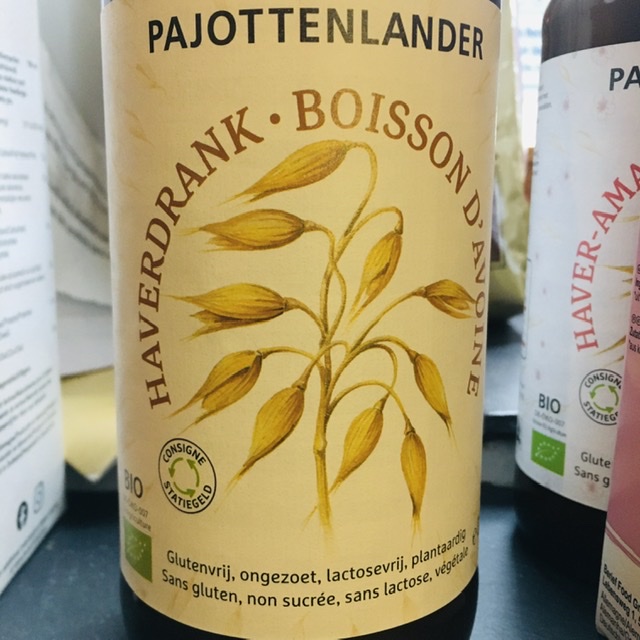 PAJOTTENLANDER
HAVERDRANK • BOISSON D'AVOINE
CONSIGNE
STATIEGELD
BIO
Glutenvrij, ongezoet, lactosevrij, plantaardig
Sans gluten, non sucrée, sans lactose, végétale
PA
HAVER-AMA
CONSIGNE
STATIEGELD
BIO
Glute
Sans g